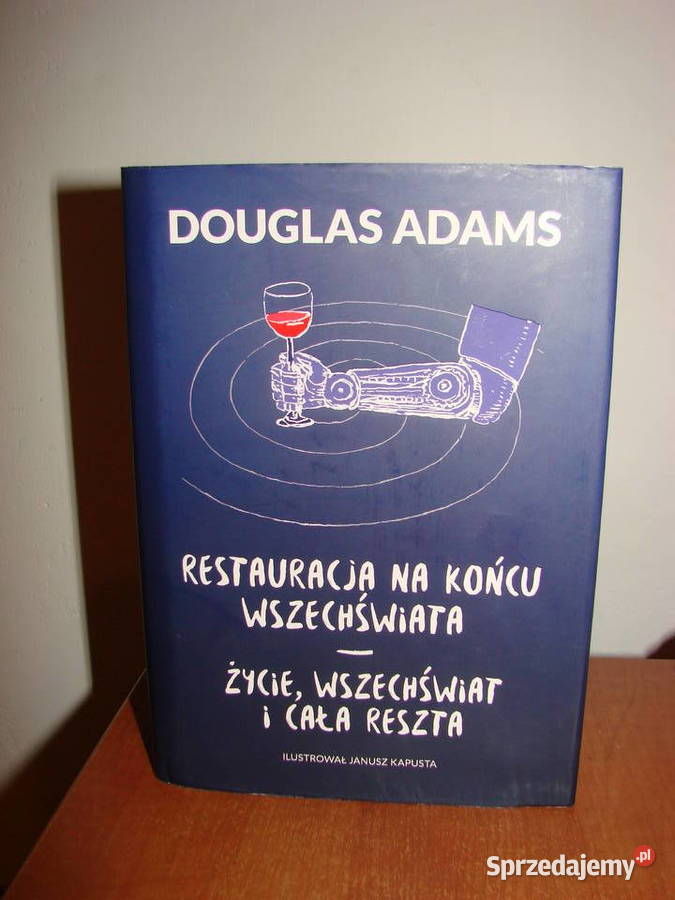 DOUGLAS ADAMS
RESTAURACJA NA KOŃCU
WSZECHŚWIATA
—
ŻYCIE, WSZECHŚWIAT
I CAŁA RESZTA
ILUSTROWAŁ JANUSZ KAPUSTA
Sprzedajemy.pl